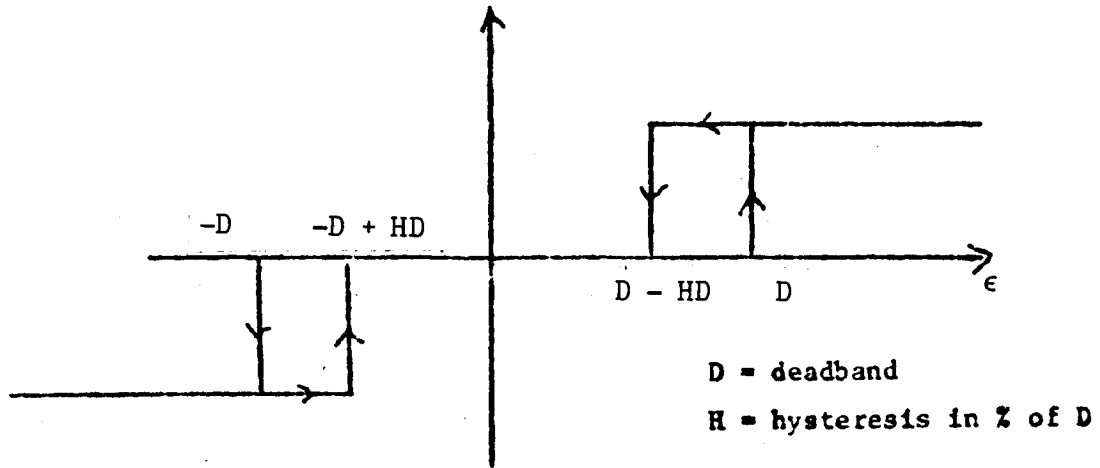 -D
-D + HD
D - HD
D
ϵ
D = deadband
H = hysteresis in % of D